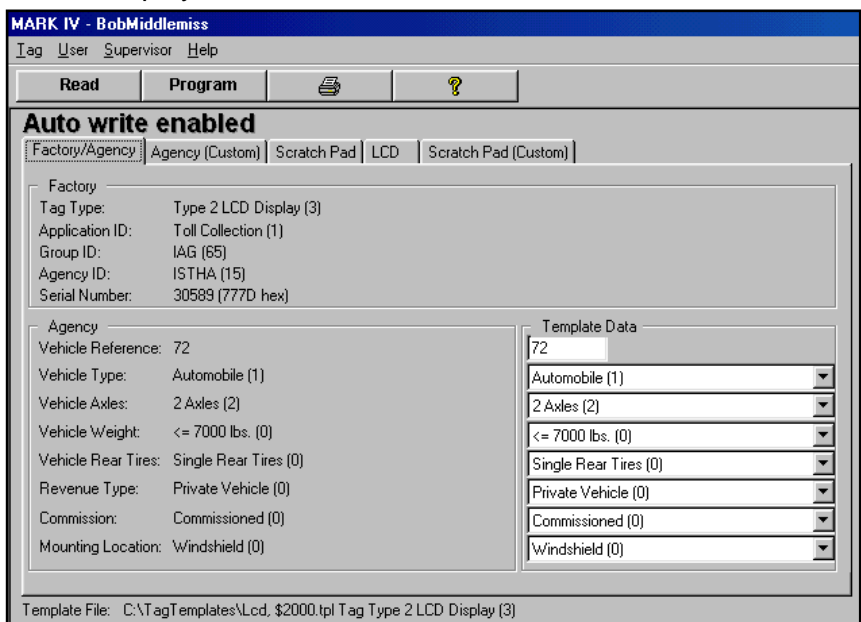 MARK IV - BobMiddlemiss
Tag User Supervisor Help
Read Program ?
Auto write enabled
Factory/Agency Agency (Custom) Scratch Pad LCD Scratch Pad (Custom)
Factory
Tag Type: Type 2 LCD Display (3)
Application ID: Toll Collection (1)
Group ID: IAG (65)
Agency ID: ISTHA (15)
Serial Number: 30589 (777D hex)
Agency Template Data
Vehicle Reference: 72 72
Vehicle Type: Automobile (1) Automobile (1)
Vehicle Axles: 2 Axles (2) 2 Axles (2)
Vehicle Weight: <= 7000 lbs. (0) <= 7000 lbs. (0)
Vehicle Rear Tires: Single Rear Tires (0) Single Rear Tires (0)
Revenue Type: Private Vehicle (0) Private Vehicle (0)
Commission: Commissioned (0) Commissioned (0)
Mounting Location: Windshield (0) Windshield (0)
Template File: C:\TagTemplates\Lcd, $2000.tpl Tag Type 2 LCD Display (3)